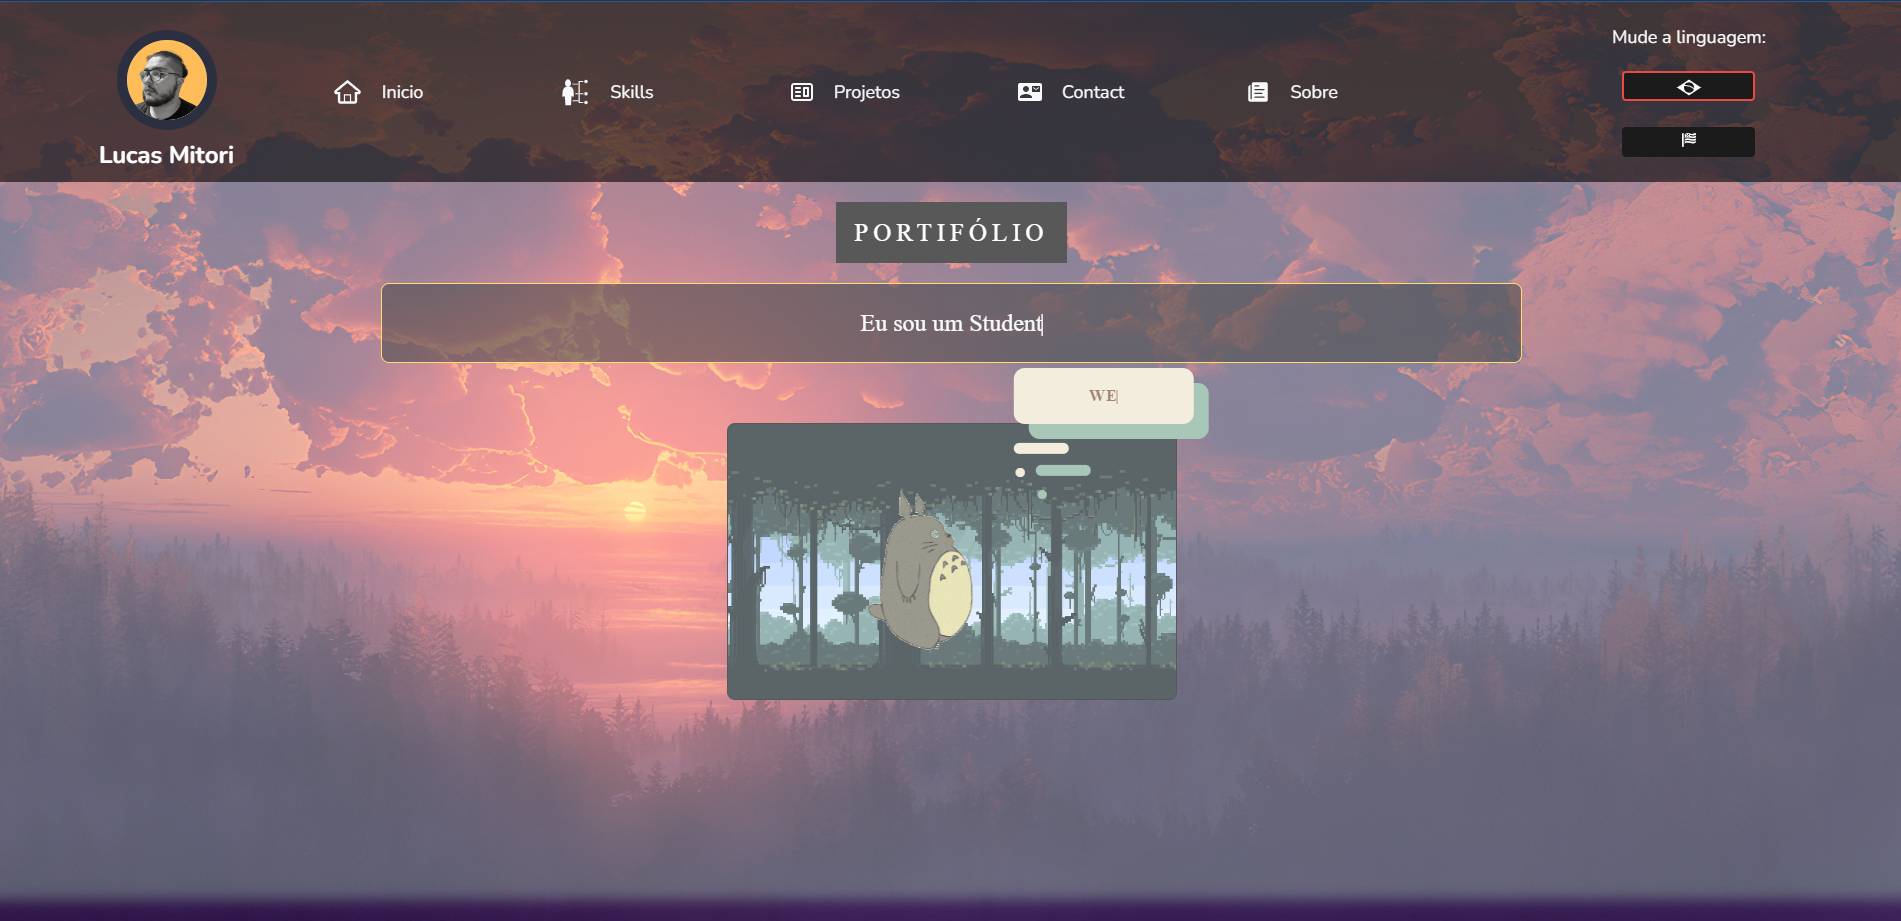 Mude a linguagem:
Inicio
Skills
Projetos
Contact
Sobre
Lucas Mitori
PORTIFÓLIO
Eu sou um Student
WE